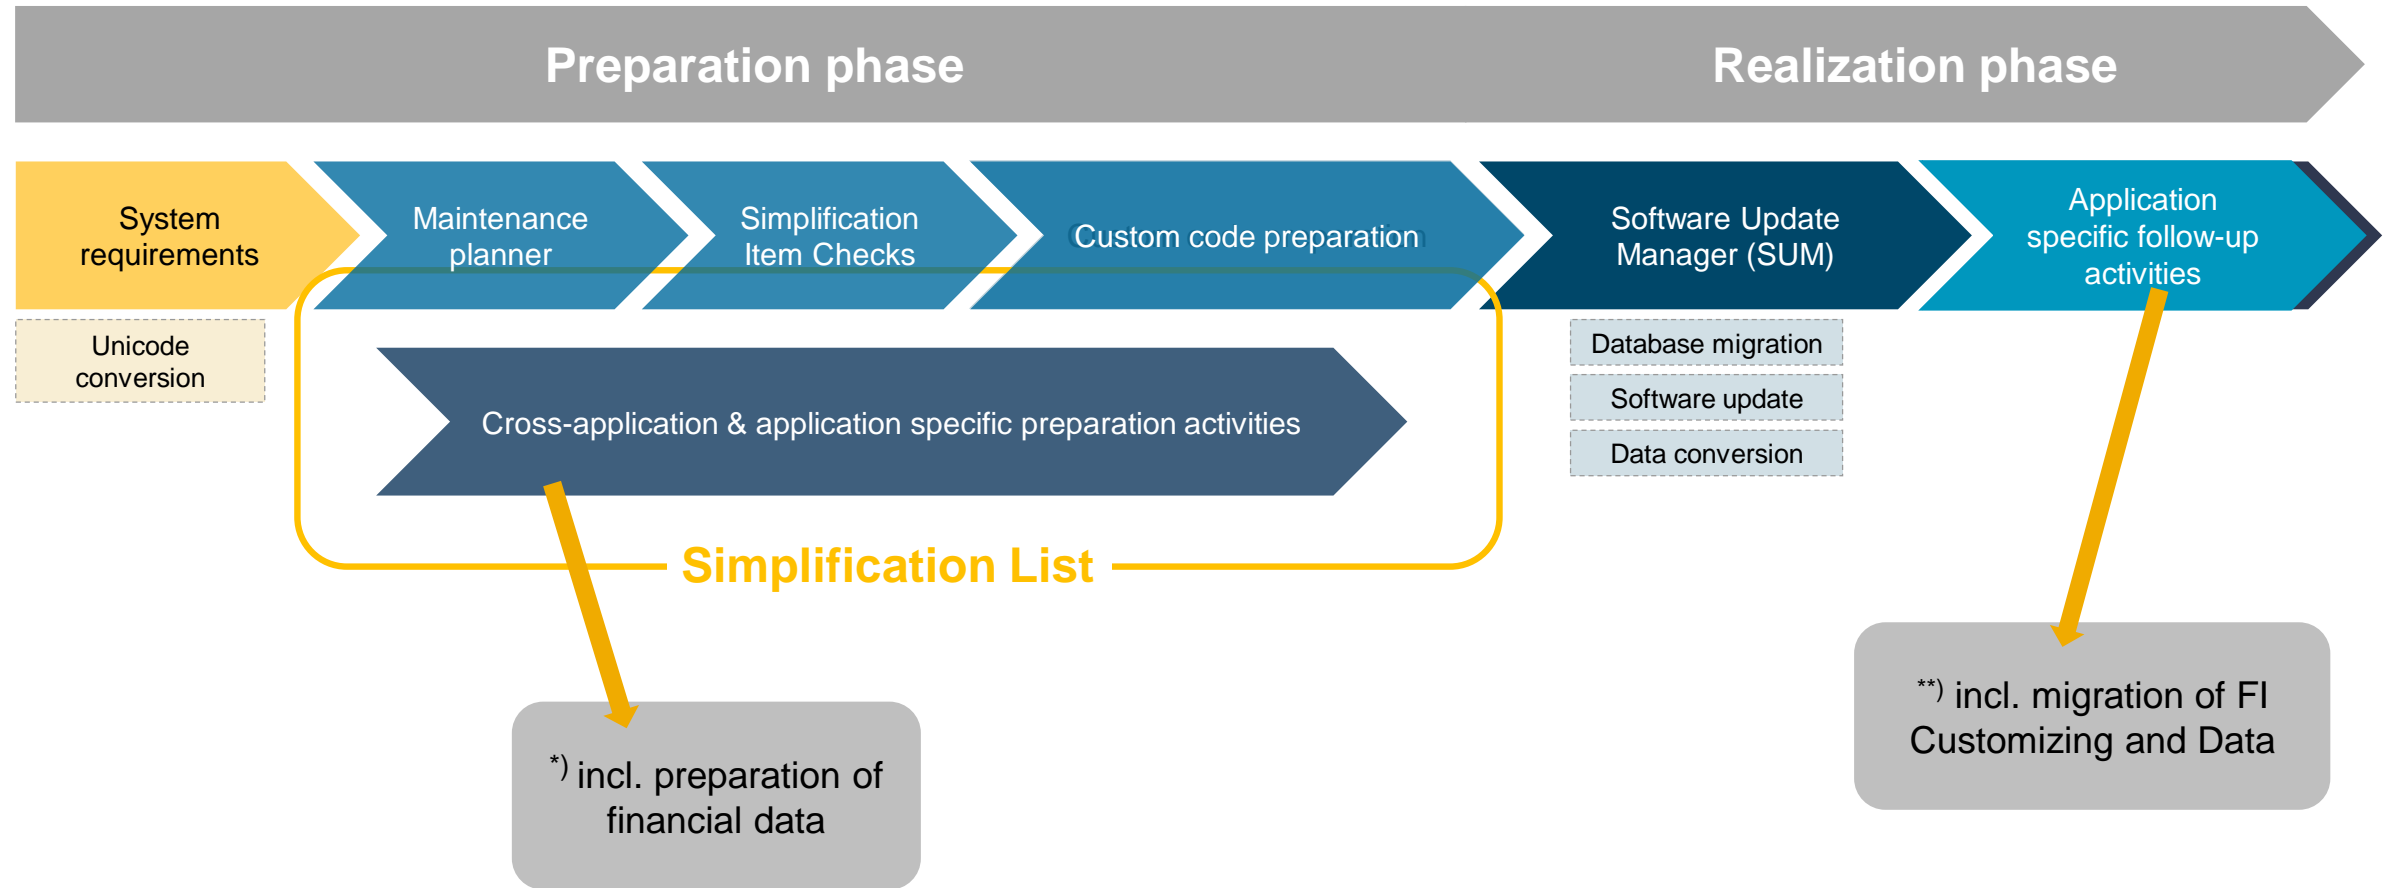 Preparation phase
Realization phase
System
requirements
Maintenance
planner
Simplification
Item Checks
Custom code preparation
Software Update
Manager (SUM)
Application
specific follow-up
activities
Unicode
conversion
Database migration
Software update
Data conversion
Cross-application & application specific preparation activities
Simplification List
*) incl. preparation of
financial data
**) incl. migration of FI
Customizing and Data